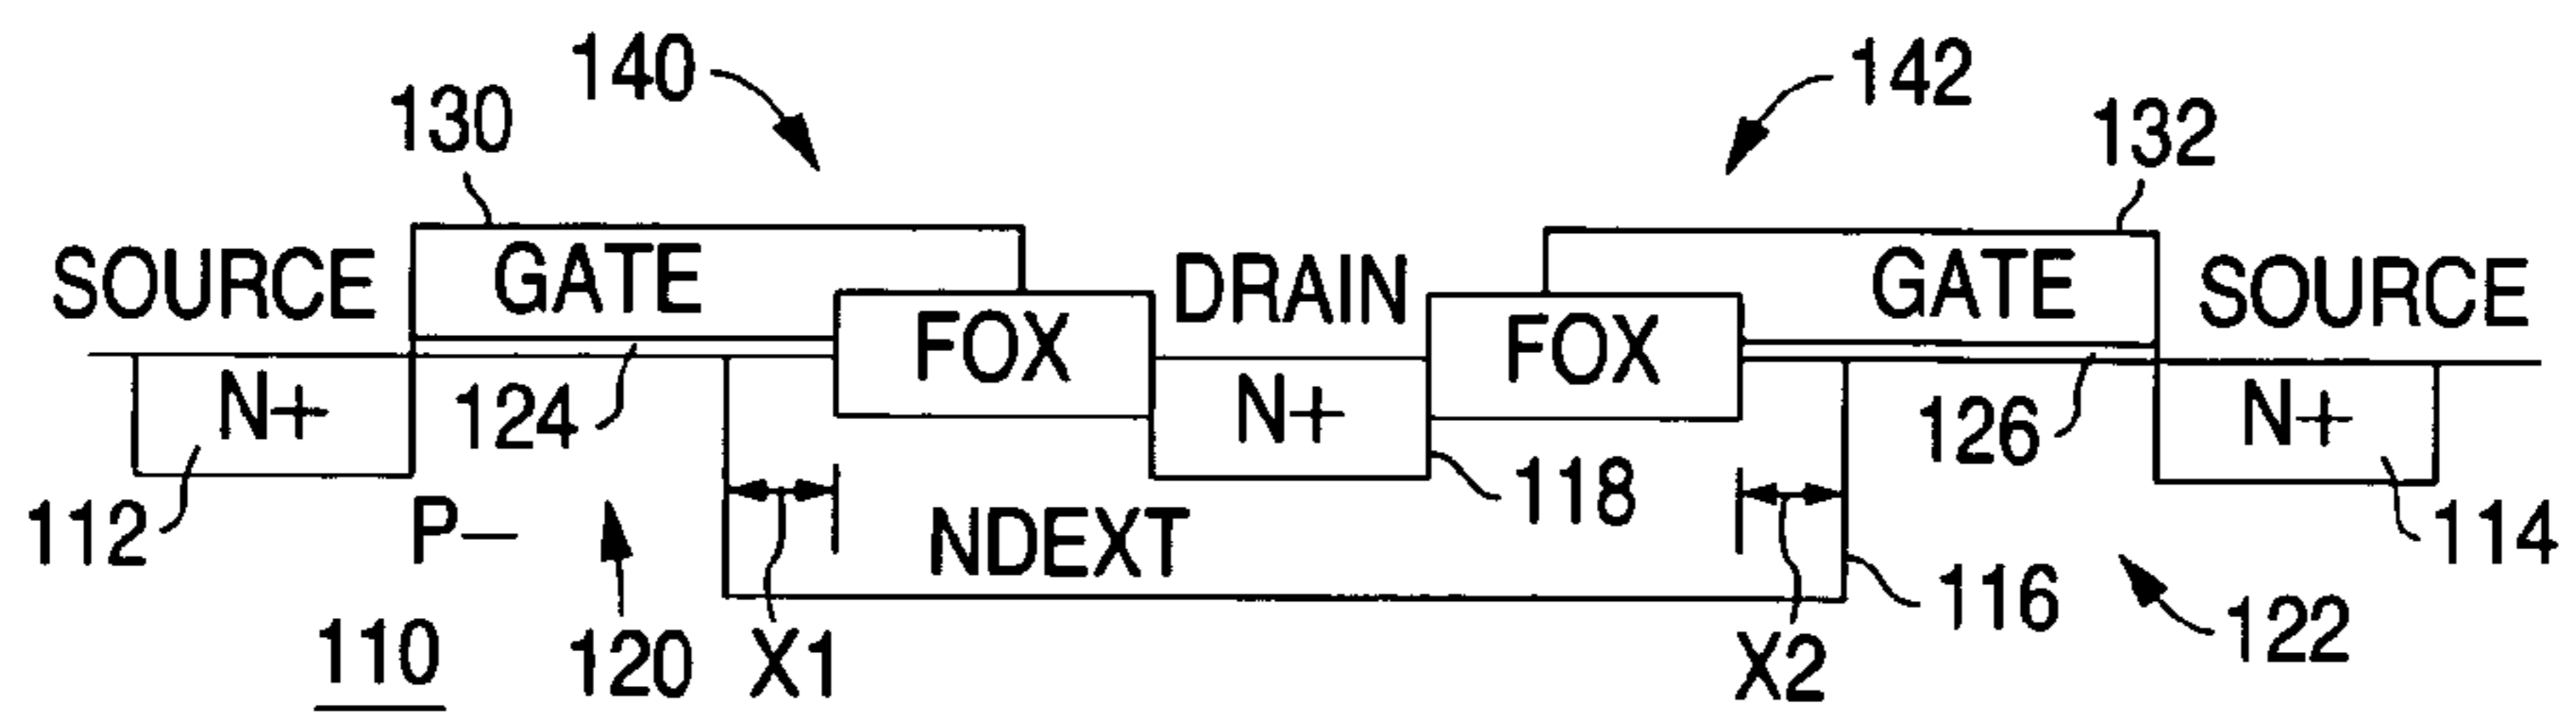 140 142
130 132
SOURCE GATE DRAIN GATE SOURCE
FOX FOX
N+ 124 N+ 126 N+
112 P- NDEXT 118 116 114
110 120 X1 X2 122